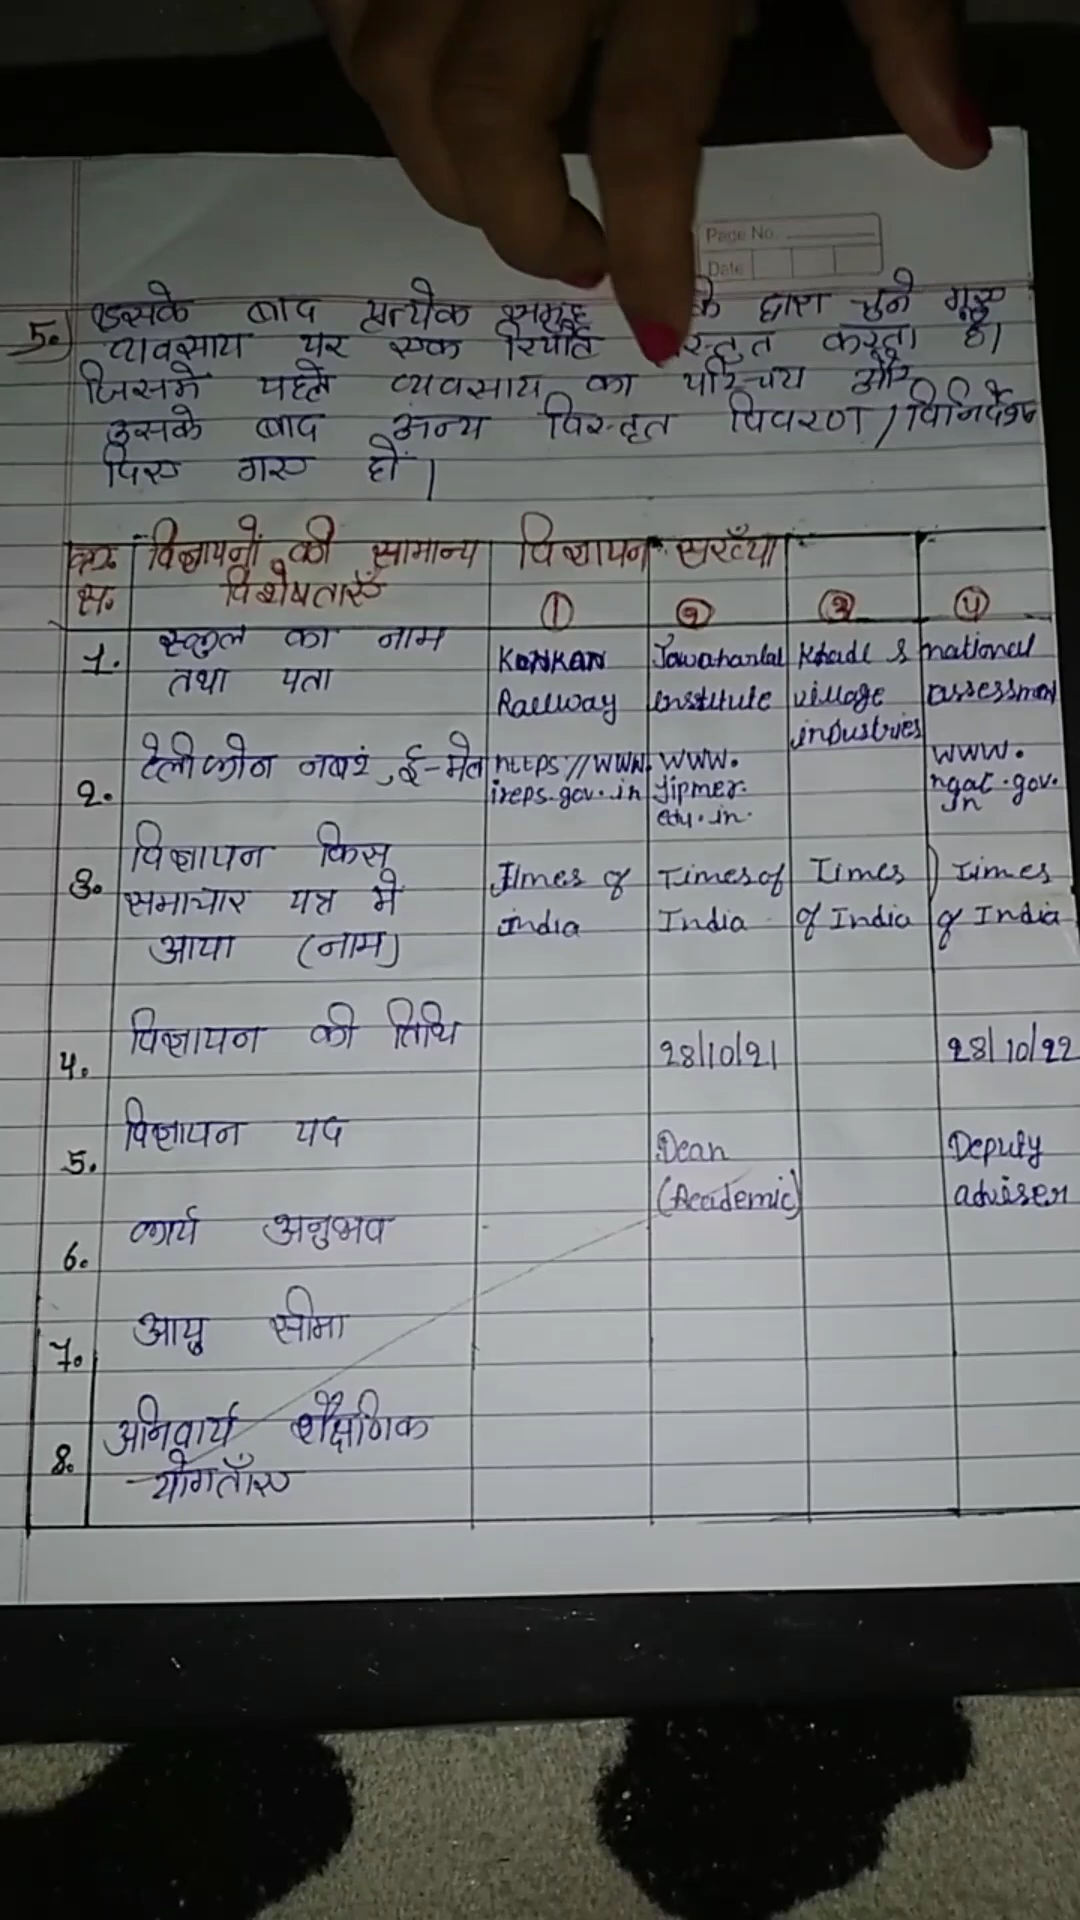 Page No.
Date
5. इसके बाद प्रत्येक समूह के द्वारा चुने गए
व्यवसाय पर एक रिपोर्ट करता है।
जिसमें पहले व्यवसाय का परिचय और
उसके बाद अन्य विस्तृत विवरण /
दिए गए हों।
क्र. स. विज्ञापनों की सामान्य विशेषताएँ विज्ञापन संख्या
① ② ③ ④
1. स्कूल का नाम तथा पता KONKAN Railway Jawaharlal institute Khadi & village industries national assessment
2. टेलीफोन नबरं, ई-मेल https//www.ireps.gov.in www.jipmer.edu.in. www.ngat.gov.in
3. विज्ञापन किस समाचार पत्र में आया (नाम) Times of india Times of India Times of India Times of India
4. विज्ञापन की तिथि 28/10/21 28/10/22
5. विज्ञापन पद Dean (Academic) Deputy adviser
6. कार्य अनुभव
7. आयु सीमा
8. अनिवार्य शैक्षणिक योगताँए